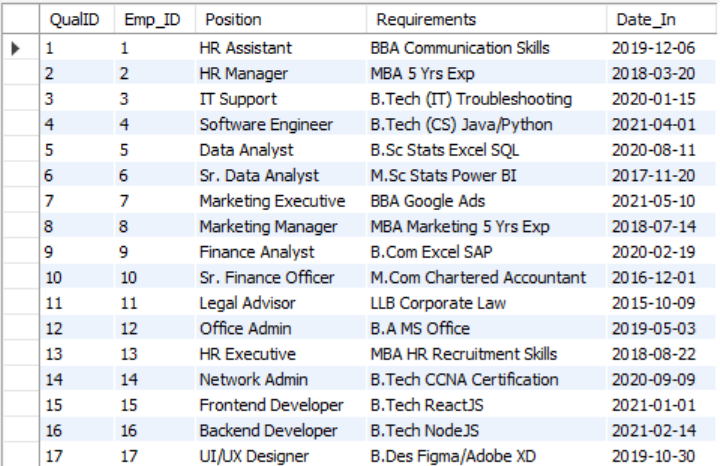 QualID Emp_ID Position Requirements Date_In
1 1 HR Assistant BBA Communication Skills 2019-12-06
2 2 HR Manager MBA 5 Yrs Exp 2018-03-20
3 3 IT Support B.Tech (IT) Troubleshooting 2020-01-15
4 4 Software Engineer B.Tech (CS) Java/Python 2021-04-01
5 5 Data Analyst B.Sc Stats Excel SQL 2020-08-11
6 6 Sr. Data Analyst M.Sc Stats Power BI 2017-11-20
7 7 Marketing Executive BBA Google Ads 2021-05-10
8 8 Marketing Manager MBA Marketing 5 Yrs Exp 2018-07-14
9 9 Finance Analyst B.Com Excel SAP 2020-02-19
10 10 Sr. Finance Officer M.Com Chartered Accountant 2016-12-01
11 11 Legal Advisor LLB Corporate Law 2015-10-09
12 12 Office Admin B.A MS Office 2019-05-03
13 13 HR Executive MBA HR Recruitment Skills 2018-08-22
14 14 Network Admin B.Tech CCNA Certification 2020-09-09
15 15 Frontend Developer B.Tech ReactJS 2021-01-01
16 16 Backend Developer B.Tech NodeJS 2021-02-14
17 17 UI/UX Designer B.Des Figma/Adobe XD 2019-10-30